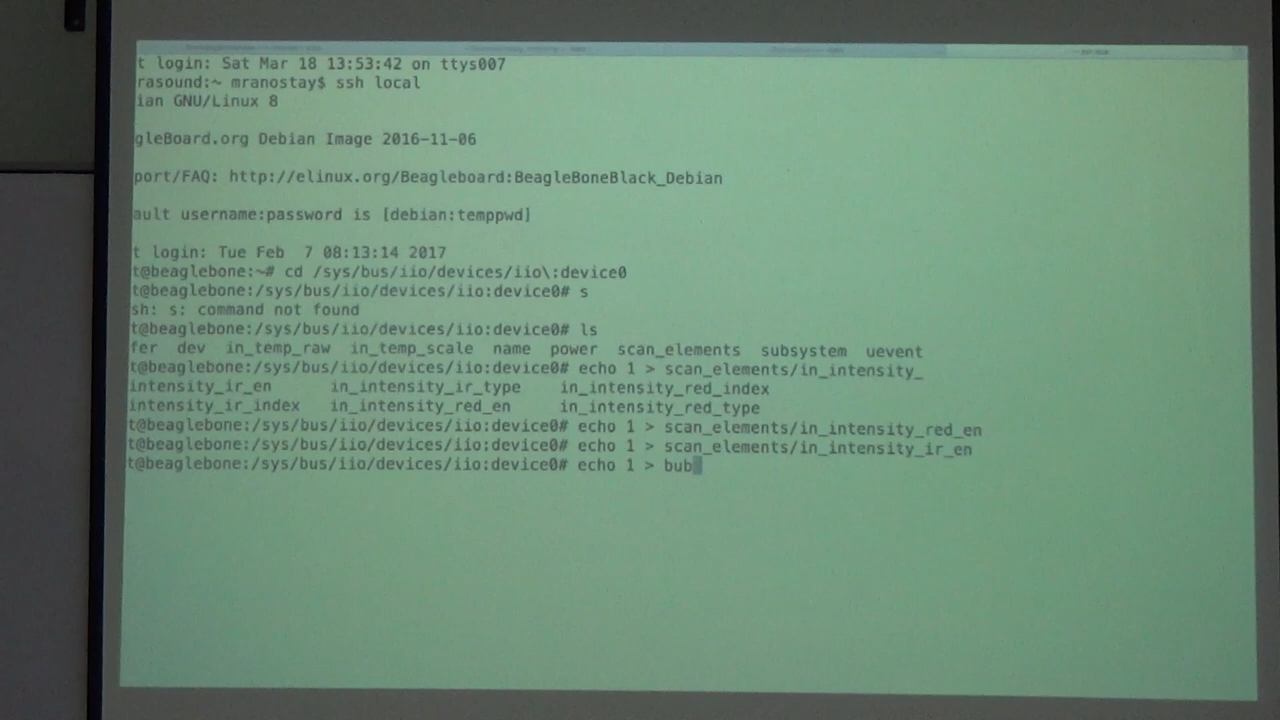 t login: Sat Mar 18 13:53:42 on ttys007
rasound:~ mranostay$ ssh local
ian GNU/Linux 8
gleBoard.org Debian Image 2016-11-06
port/FAQ: http://elinux.org/Beagleboard:BeagleBoneBlack_Debian
ault username:password is [debian:temppwd]
t login: Tue Feb  7 08:13:14 2017
t@beaglebone:~# cd /sys/bus/iio/devices/iio\:device0
t@beaglebone:/sys/bus/iio/devices/iio:device0# s
sh: s: command not found
t@beaglebone:/sys/bus/iio/devices/iio:device0# ls
fer  dev  in_temp_raw  in_temp_scale  name  power  scan_elements  subsystem  uevent
t@beaglebone:/sys/bus/iio/devices/iio:device0# echo 1 > scan_elements/in_intensity_
intensity_ir_en      in_intensity_ir_type    in_intensity_red_index
intensity_ir_index   in_intensity_red_en     in_intensity_red_type
t@beaglebone:/sys/bus/iio/devices/iio:device0# echo 1 > scan_elements/in_intensity_red_en
t@beaglebone:/sys/bus/iio/devices/iio:device0# echo 1 > scan_elements/in_intensity_ir_en
t@beaglebone:/sys/bus/iio/devices/iio:device0# echo 1 > bub